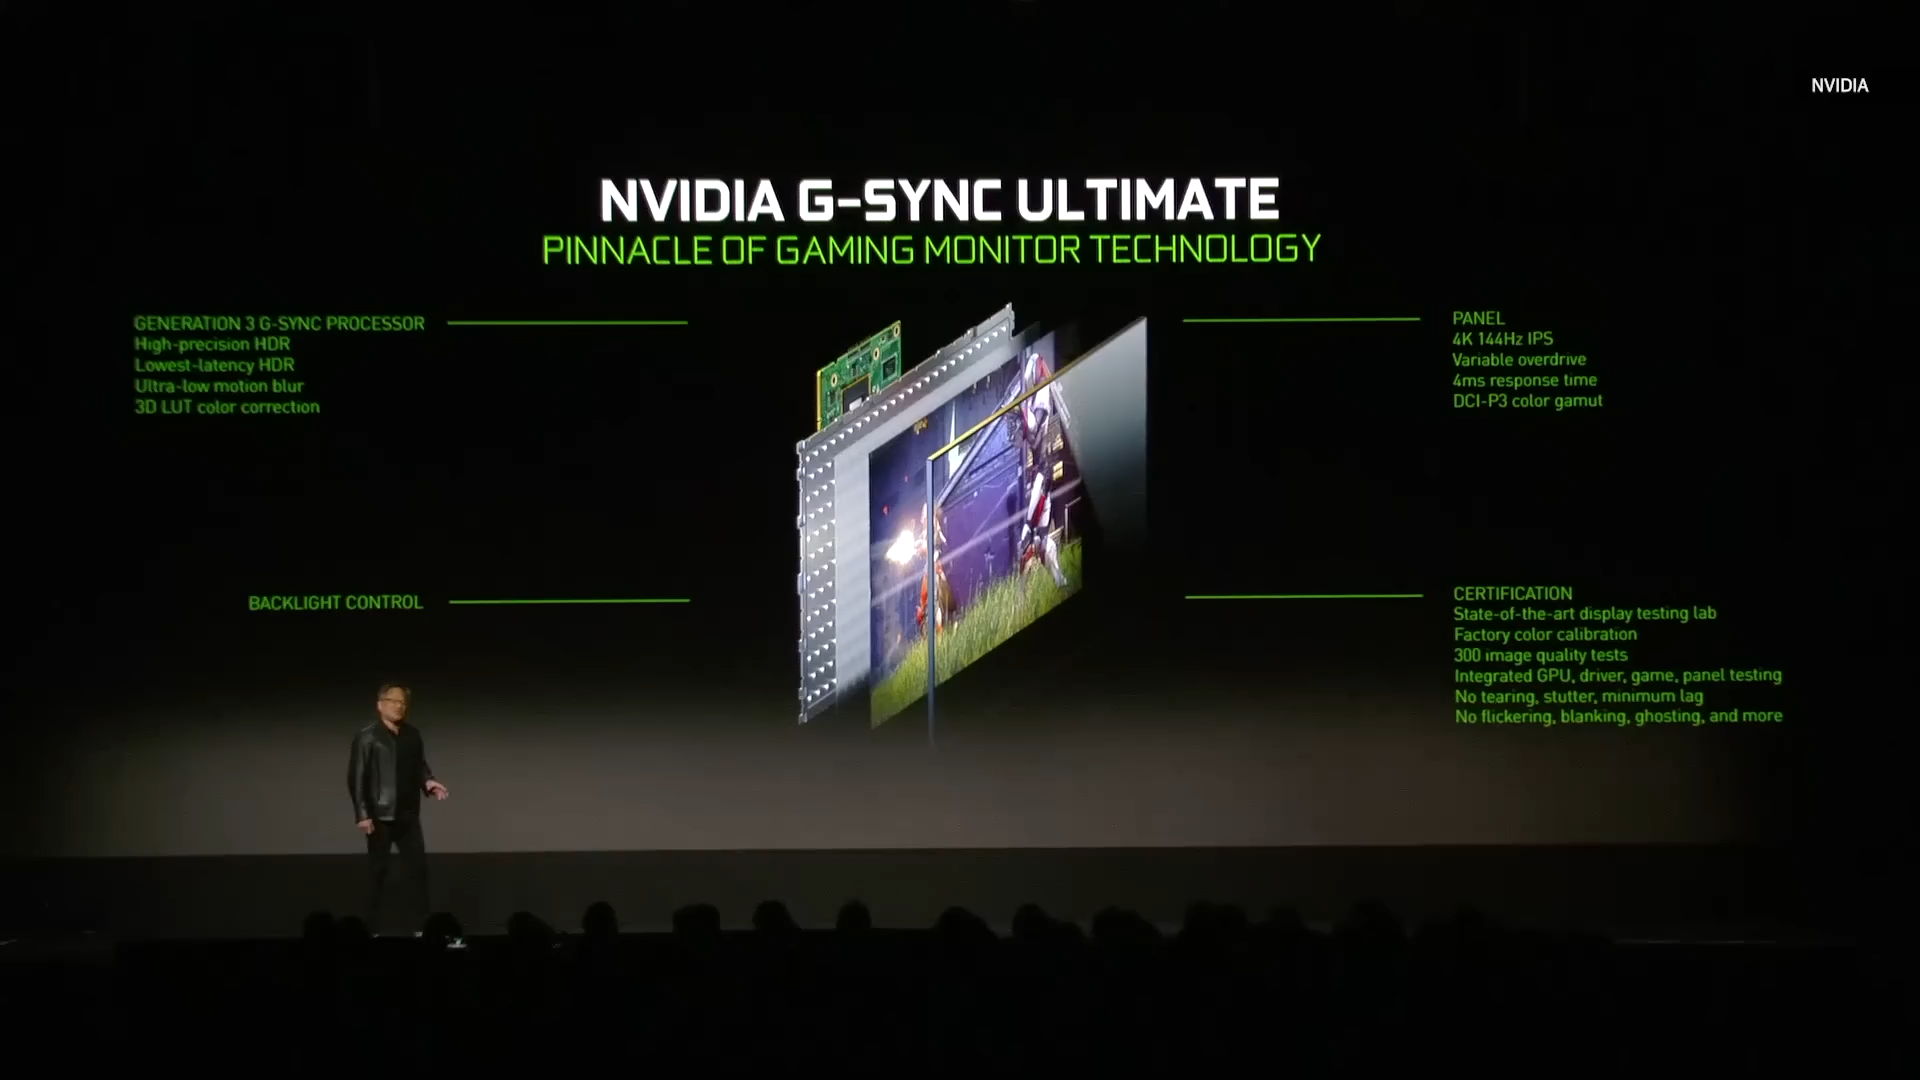 NVIDIA
NVIDIA G-SYNC ULTIMATE
PINNACLE OF GAMING MONITOR TECHNOLOGY
GENERATION 3 G-SYNC PROCESSOR
High-precision HDR
Lowest-latency HDR
Ultra-low motion blur
3D LUT color correction
BACKLIGHT CONTROL
PANEL
4K 144Hz IPS
Variable overdrive
4ms response time
DCI-P3 color gamut
CERTIFICATION
State-of-the-art display testing lab
Factory color calibration
300 image quality tests
Integrated GPU, driver, game, panel testing
No tearing, stutter, minimum lag
No flickering, blanking, ghosting, and more